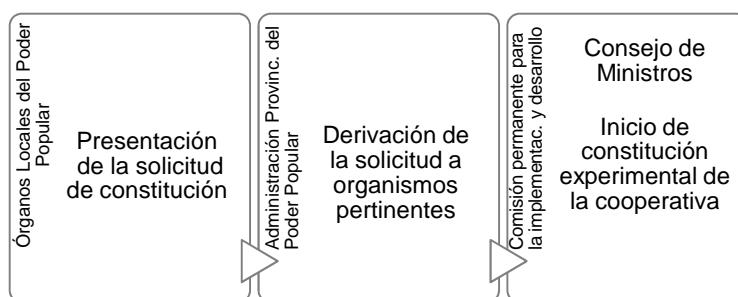 Órganos Locales del Poder
Popular
Presentación
de la solicitud
de constitución
Administración Provinc. del
Poder Popular
Derivación de
la solicitud a
organismos
pertinentes
Comisión permanente para
la implementac. y desarrollo
Consejo de
Ministros
Inicio de
constitución
experimental de
la cooperativa